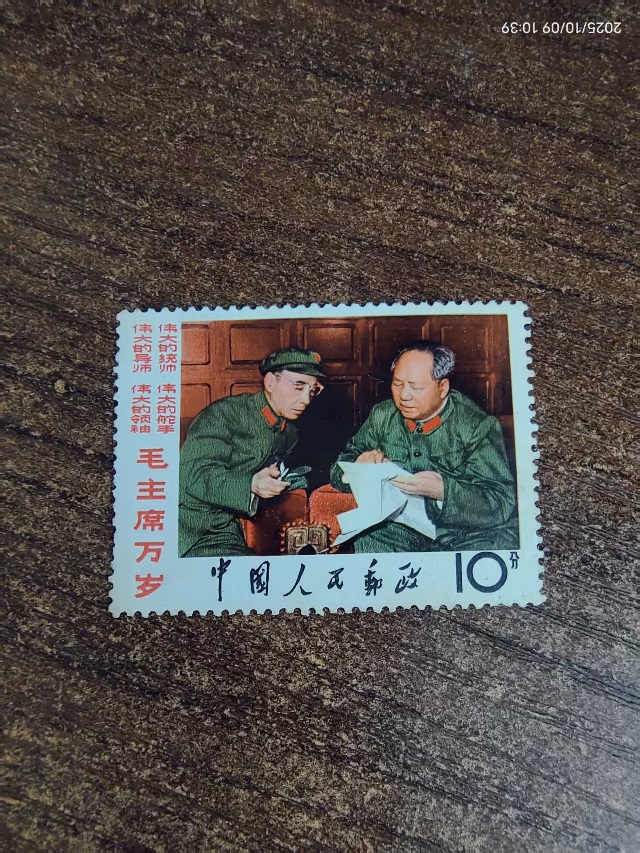 2025/10/09 10:39
伟大的导师
伟大的领袖
伟大的统帅
伟大的舵手
毛主席万岁
中国人民邮政
10分